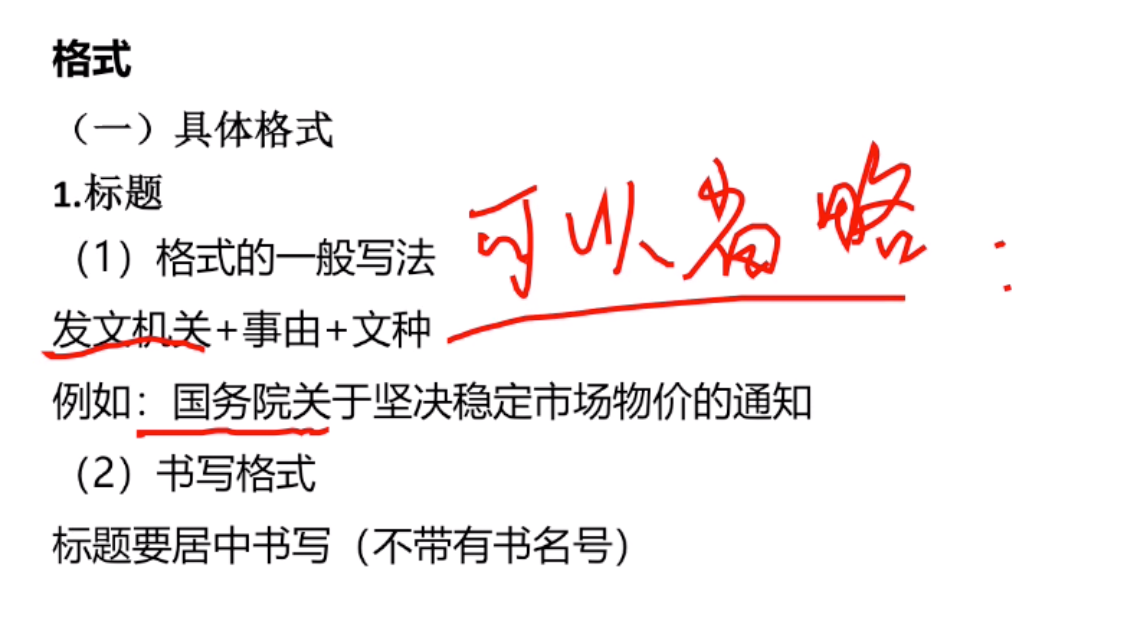 格式
（一）具体格式
1.标题
（1）格式的一般写法
可以省略：
发文机关+事由+文种
例如：国务院关于坚决稳定市场物价的通知
（2）书写格式
标题要居中书写（不带有书名号）